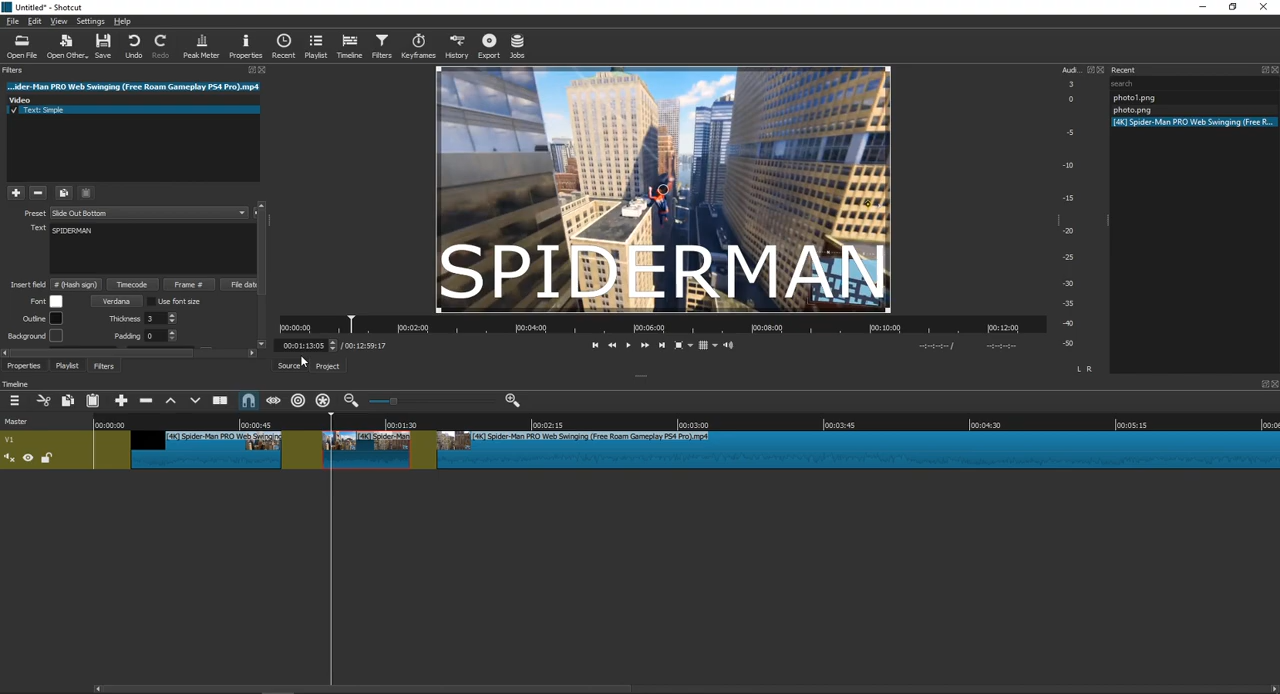 Untitled* - Shotcut
File Edit View Settings Help
Open File Open Other... Save Undo Redo Peak Meter Properties Recent Playlist Timeline Filters Keyframes History Export Jobs
Filters
...ider-Man PRO Web Swinging (Free Roam Gameplay PS4 Pro).mp4
Video
Text: Simple
Preset Slide Out Bottom
Text SPIDERMAN
Insert field # (Hash sign) Timecode Frame # File date
Font Verdana Use font size
Outline Thickness 3
Background Padding 0
Properties Playlist Filters
SPIDERMAN
00:00:00 00:02:00 00:04:00 00:06:00 00:08:00 00:10:00 00:12:00
00:01:13:05 / 00:12:59:17 --:--:--:-- / --:--:--:--
Source Project
Audi...
3
0
-5
-10
-15
-20
-25
-30
-35
-40
-50
L R
Recent
search
photo1.png
photo.png
[4K] Spider-Man PRO Web Swinging (Free R...
Timeline
Master 00:00:00 00:00:45 00:01:30 00:02:15 00:03:00 00:03:45 00:04:30 00:05:15 00:06
V1 [4K] Spider-Man PRO Web Swinging [4K] Spider-Man [4K] Spider-Man PRO Web Swinging (Free Roam Gameplay PS4 Pro).mp4